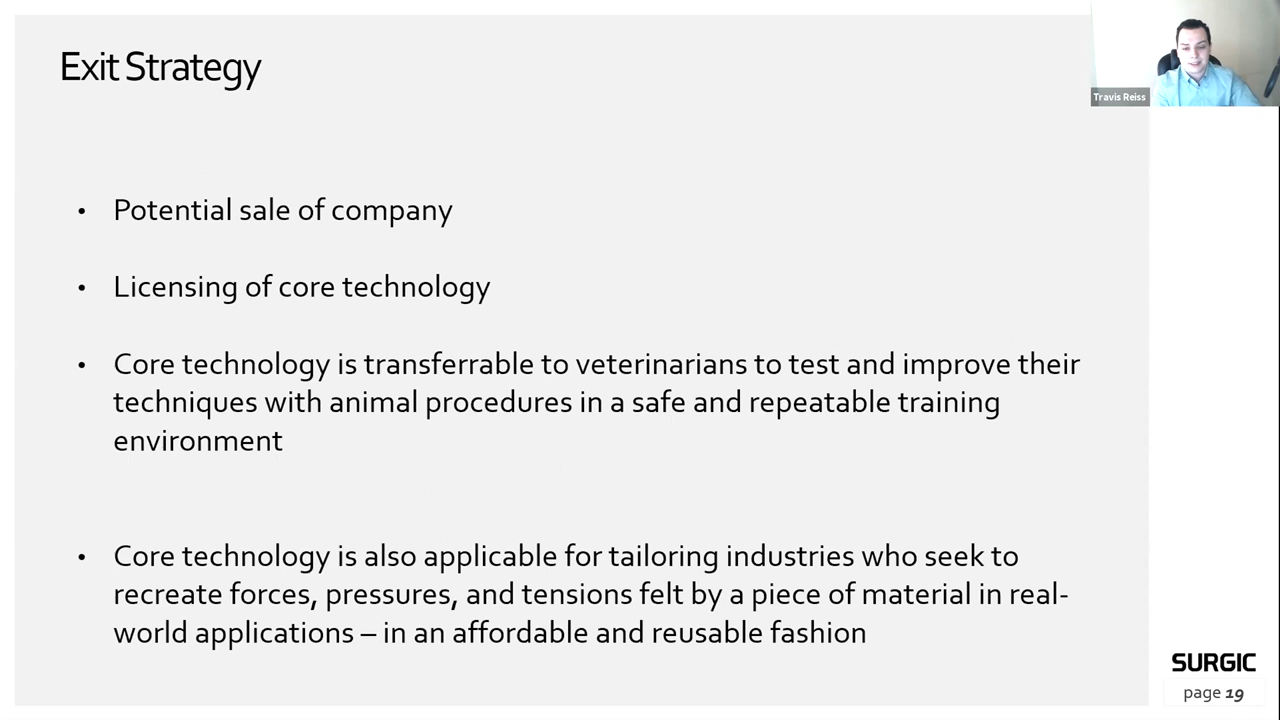 Exit Strategy
Travis Reiss
• Potential sale of company
• Licensing of core technology
• Core technology is transferrable to veterinarians to test and improve their
techniques with animal procedures in a safe and repeatable training
environment
• Core technology is also applicable for tailoring industries who seek to
recreate forces, pressures, and tensions felt by a piece of material in real-
world applications – in an affordable and reusable fashion
SURGIC
page 19